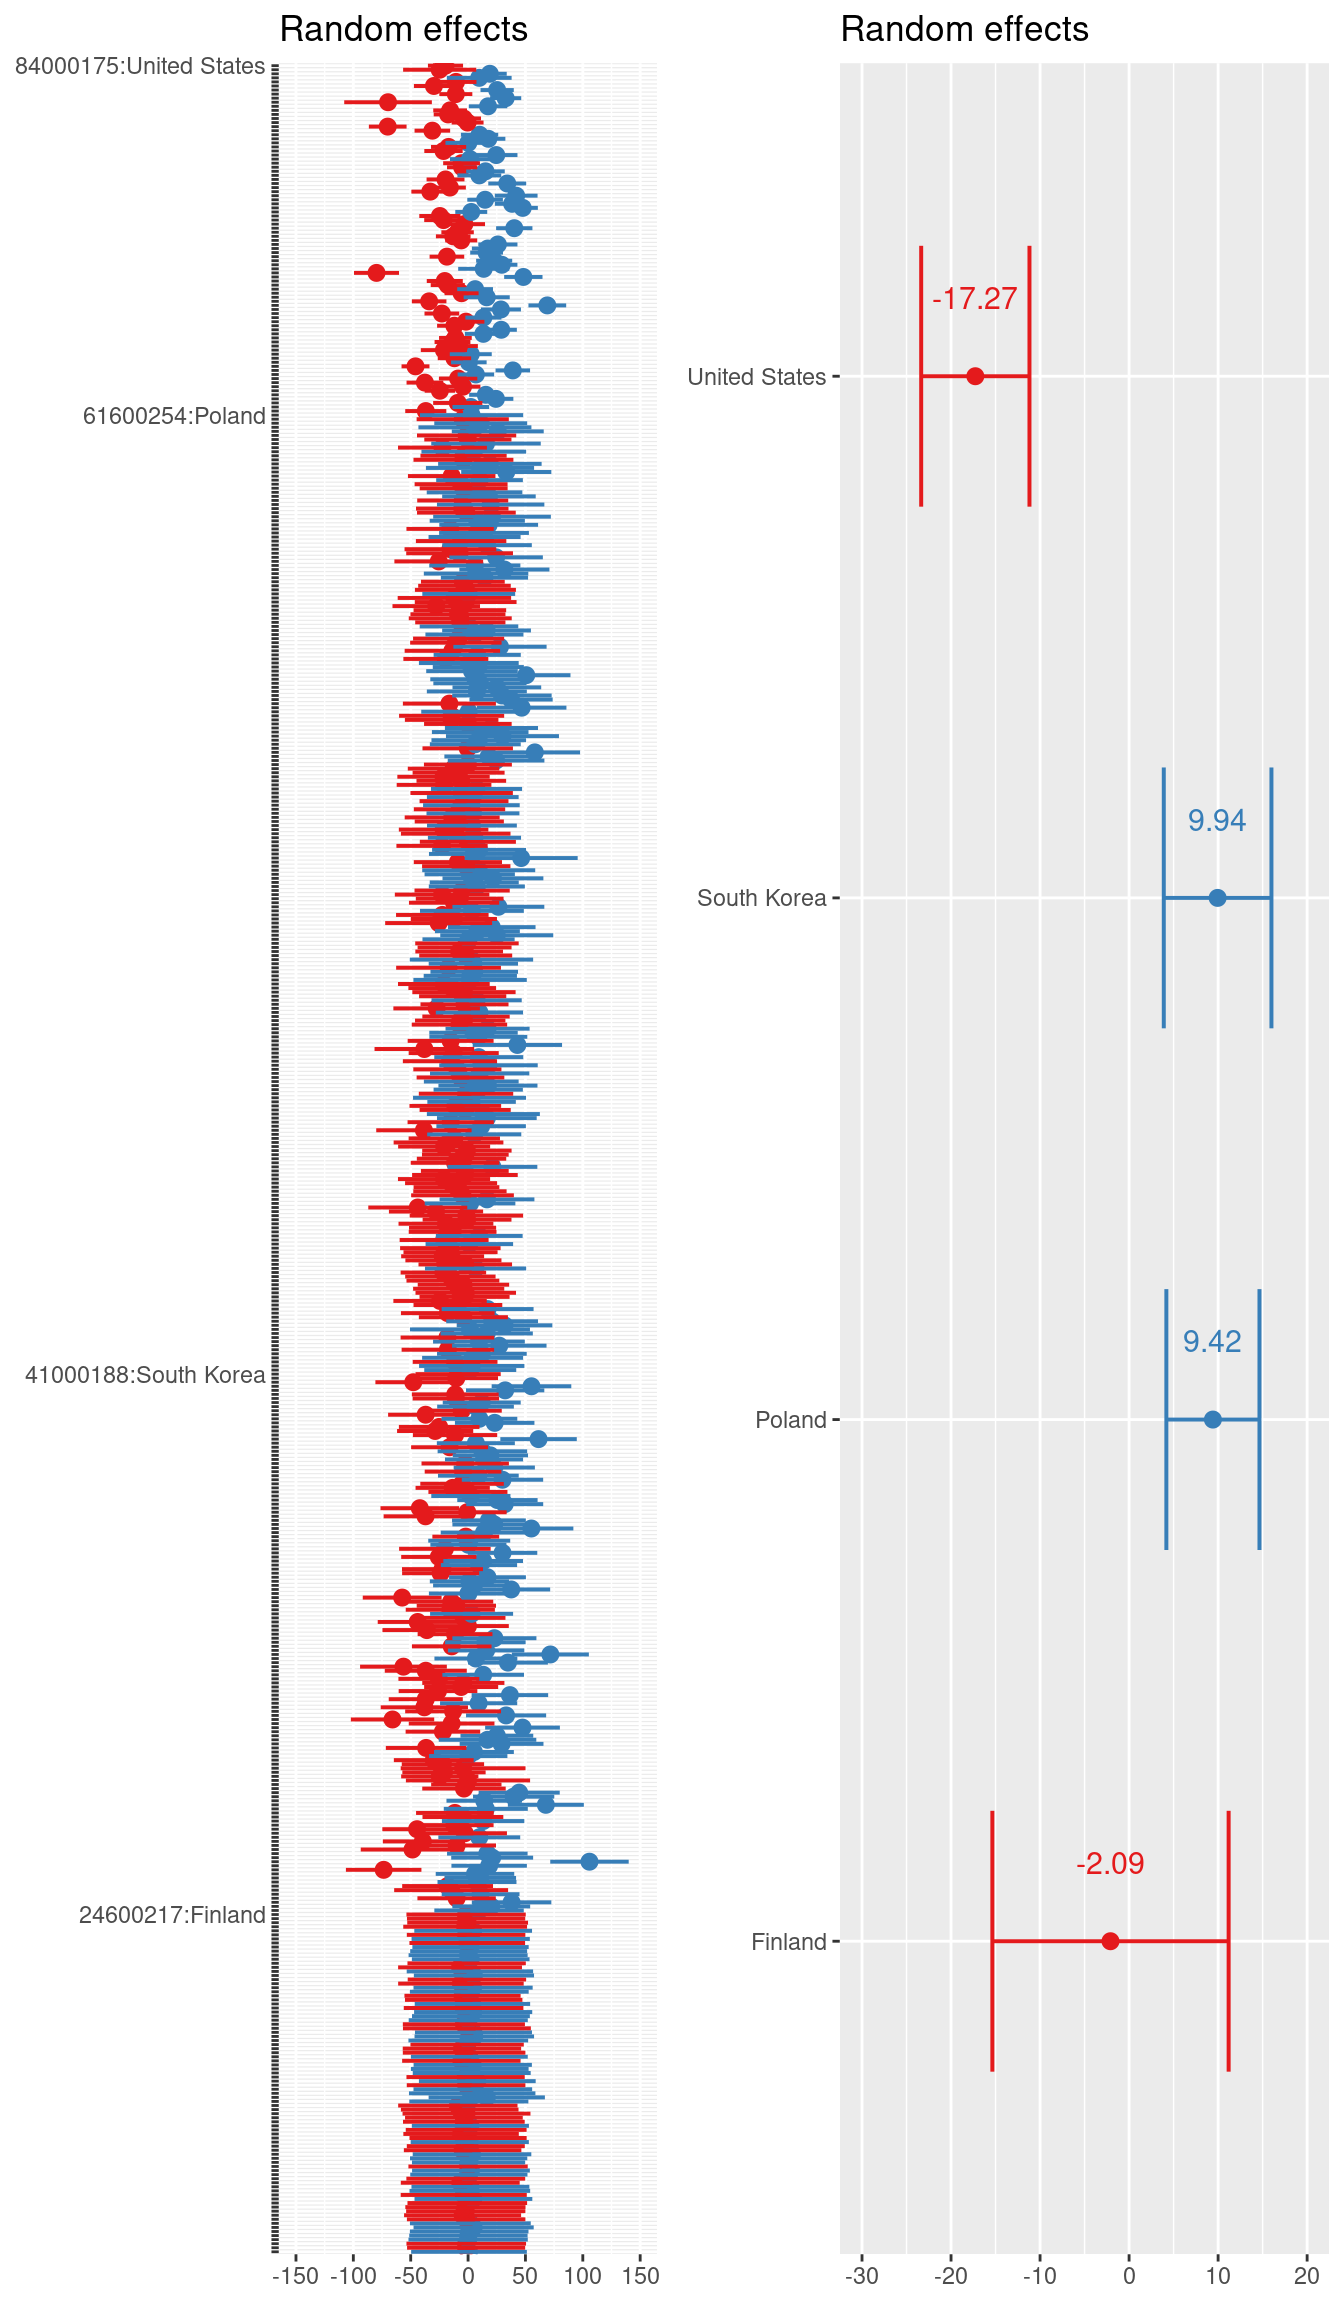 Random effects
84000175:United States
61600254:Poland
41000188:South Korea
24600217:Finland
-150 -100 -50 0 50 100 150
Random effects
United States
-17.27
South Korea
9.94
Poland
9.42
Finland
-2.09
-30 -20 -10 0 10 20